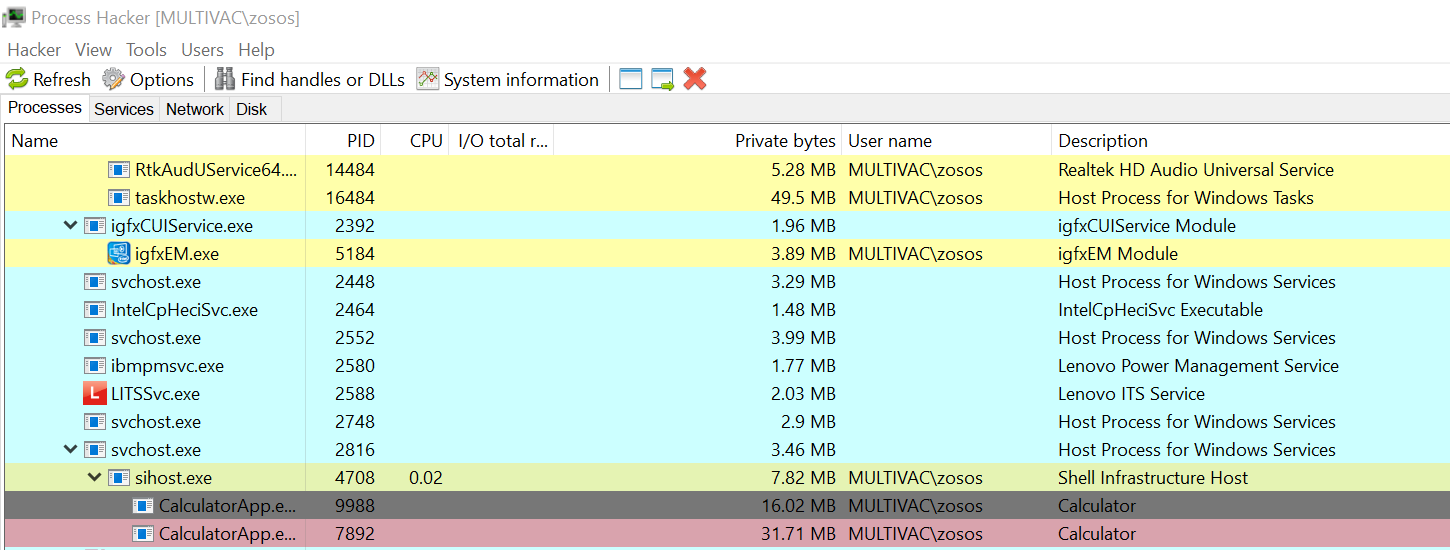 Process Hacker [MULTIVAC\zosos]
Hacker View Tools Users Help
Refresh Options Find handles or DLLs System information
Processes Services Network Disk
Name PID CPU I/O total r... Private bytes User name Description
RtkAudUService64.... 14484 5.28 MB MULTIVAC\zosos Realtek HD Audio Universal Service
taskhostw.exe 16484 49.5 MB MULTIVAC\zosos Host Process for Windows Tasks
igfxCUIService.exe 2392 1.96 MB igfxCUIService Module
igfxEM.exe 5184 3.89 MB MULTIVAC\zosos igfxEM Module
svchost.exe 2448 3.29 MB Host Process for Windows Services
IntelCpHeciSvc.exe 2464 1.48 MB IntelCpHeciSvc Executable
svchost.exe 2552 3.99 MB Host Process for Windows Services
ibmpmsvc.exe 2580 1.77 MB Lenovo Power Management Service
L LITSSvc.exe 2588 2.03 MB Lenovo ITS Service
svchost.exe 2748 2.9 MB Host Process for Windows Services
svchost.exe 2816 3.46 MB Host Process for Windows Services
sihost.exe 4708 0.02 7.82 MB MULTIVAC\zosos Shell Infrastructure Host
CalculatorApp.e... 9988 16.02 MB MULTIVAC\zosos Calculator
CalculatorApp.e... 7892 31.71 MB MULTIVAC\zosos Calculator